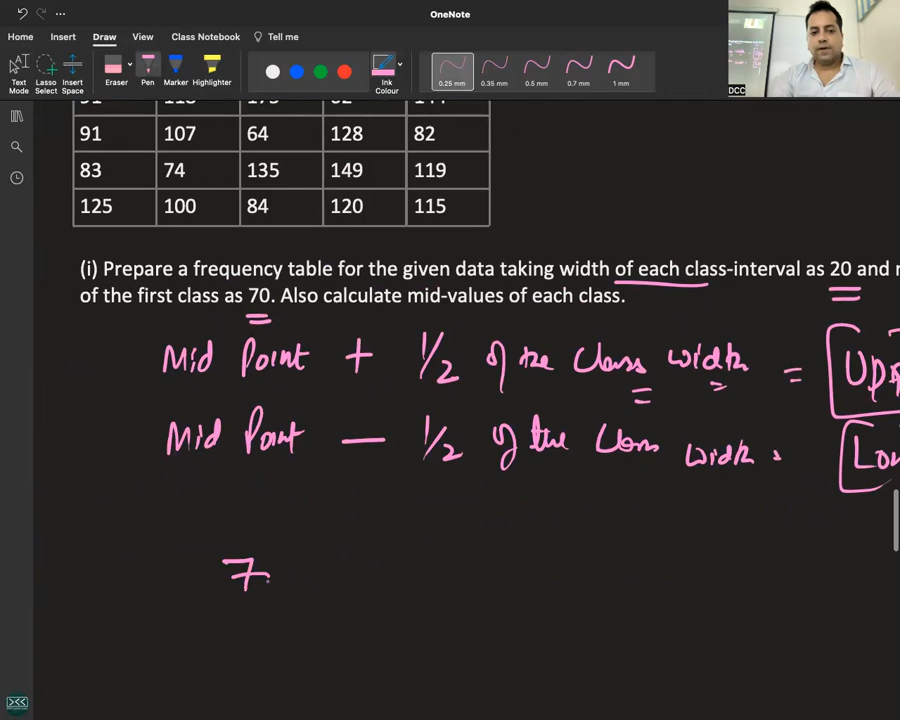 OneNote
Home Insert Draw View Class Notebook Tell me
Text Mode Lasso Select Insert Space Eraser Pen Marker Highlighter Ink Colour 0.25 mm 0.35 mm 0.5 mm 0.7 mm 1 mm
DCC
91 107 64 128 82
83 74 135 149 119
125 100 84 120 115
(i) Prepare a frequency table for the given data taking width of each class-interval as 20 and
of the first class as 70. Also calculate mid-values of each class.
Mid Point + 1/2 of the Class width =
Mid Point — 1/2 of the Class width =
7